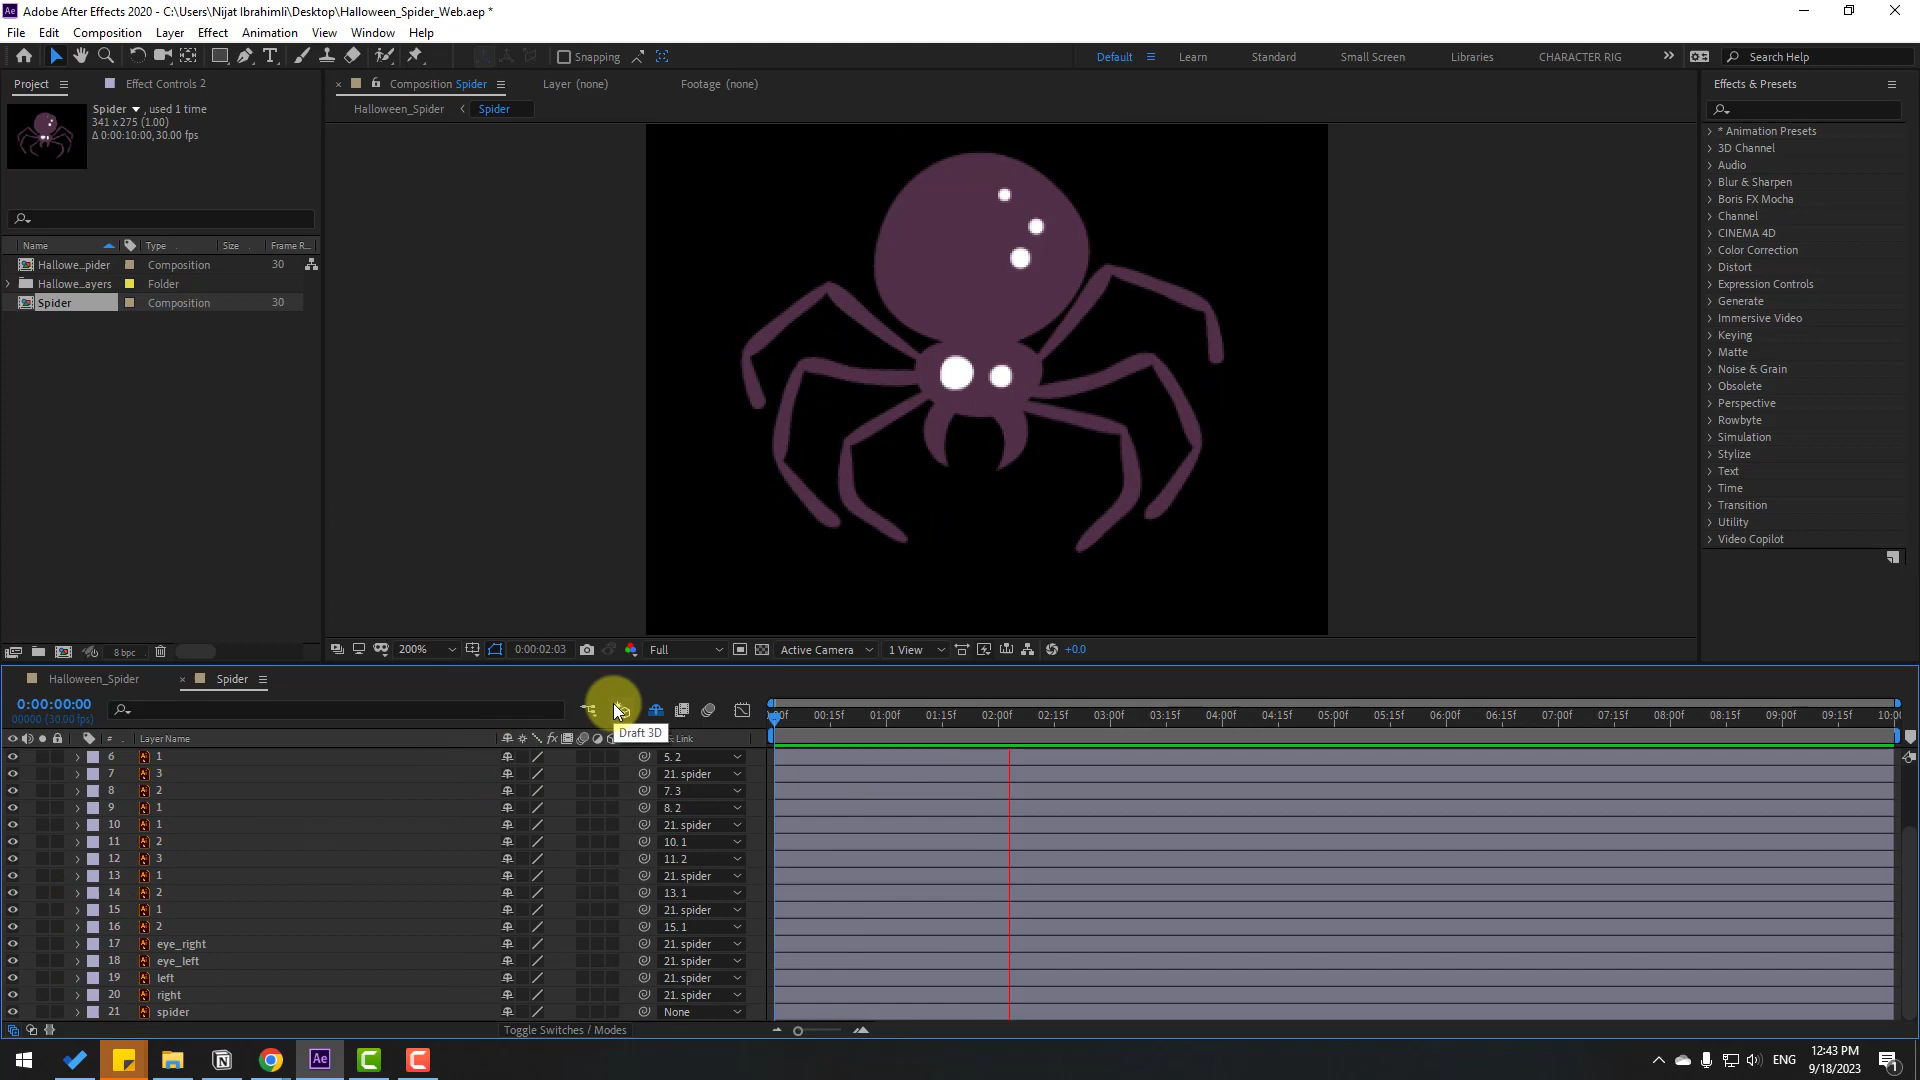 Adobe After Effects 2020 - C:\Users\Nijat Ibrahimli\Desktop\Halloween_Spider_Web.aep *
File Edit Composition Layer Effect Animation View Window Help
Snapping
Default Learn Standard Small Screen Libraries CHARACTER RIG Search Help
Project Effect Controls 2
Composition Spider Layer (none) Footage (none)
Effects & Presets
Spider , used 1 time
341 x 275 (1.00)
Δ 0:00:10:00, 30.00 fps
Halloween_Spider Spider
* Animation Presets
3D Channel
Audio
Blur & Sharpen
Boris FX Mocha
Channel
CINEMA 4D
Color Correction
Distort
Expression Controls
Generate
Immersive Video
Keying
Matte
Noise & Grain
Obsolete
Perspective
Rowbyte
Simulation
Stylize
Text
Time
Transition
Utility
Video Copilot
Name Type Size Frame R...
Hallowe...pider Composition 30
Hallowe...ayers Folder
Spider Composition 30
8 bpc
200% 0:00:02:03 Full Active Camera 1 View +0.0
Halloween_Spider Spider
0:00:00:00
00000 (30.00 fps)
Draft 3D
:00f 00:15f 01:00f 01:15f 02:00f 02:15f 03:00f 03:15f 04:00f 04:15f 05:00f 05:15f 06:00f 06:15f 07:00f 07:15f 08:00f 08:15f 09:00f 09:15f 10:00
# Layer Name Link
6 1 5. 2
7 3 21. spider
8 2 7. 3
9 1 8. 2
10 1 21. spider
11 2 10. 1
12 3 11. 2
13 1 21. spider
14 2 13. 1
15 1 21. spider
16 2 15. 1
17 eye_right 21. spider
18 eye_left 21. spider
19 left 21. spider
20 right 21. spider
21 spider None
Toggle Switches / Modes
ENG
12:43 PM
9/18/2023
1